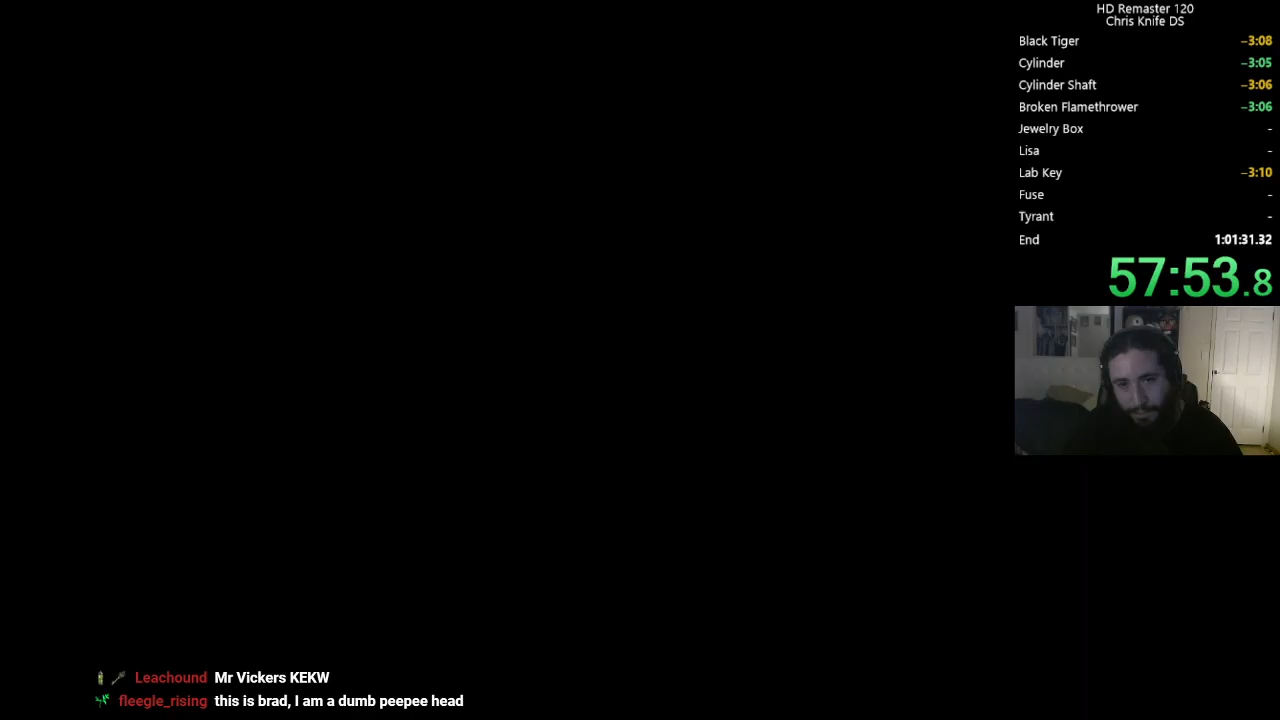 HD Remaster 120
Chris Knife DS
Black Tiger −3:08
Cylinder −3:05
Cylinder Shaft −3:06
Broken Flamethrower −3:06
Jewelry Box -
Lisa -
Lab Key −3:10
Fuse -
Tyrant -
End 1:01:31.32
57:53.8
Leachound Mr Vickers KEKW
fleegle_rising this is brad, I am a dumb peepee head